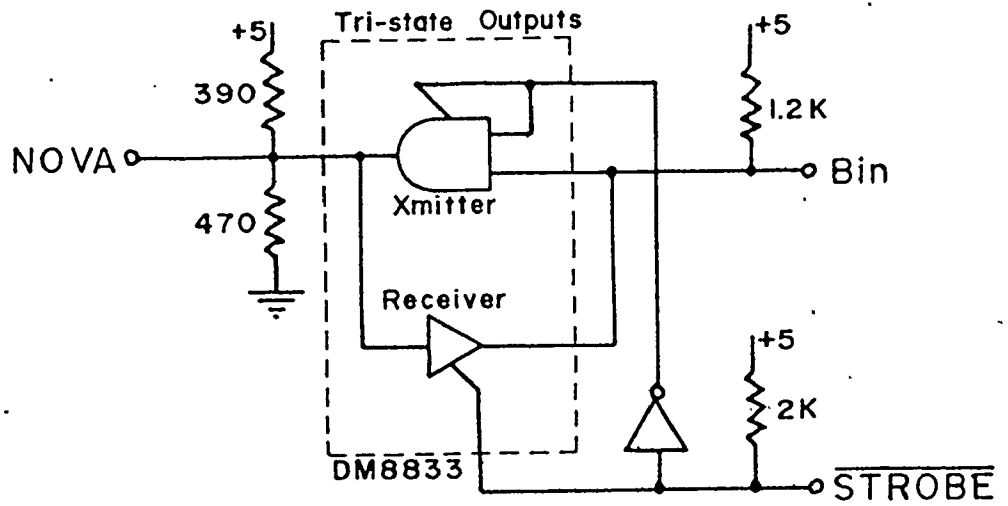 Tri-state Outputs
+5
+5
390
1.2K
NOVA
Bin
Xmitter
470
Receiver
+5
2K
DM8833
STROBE